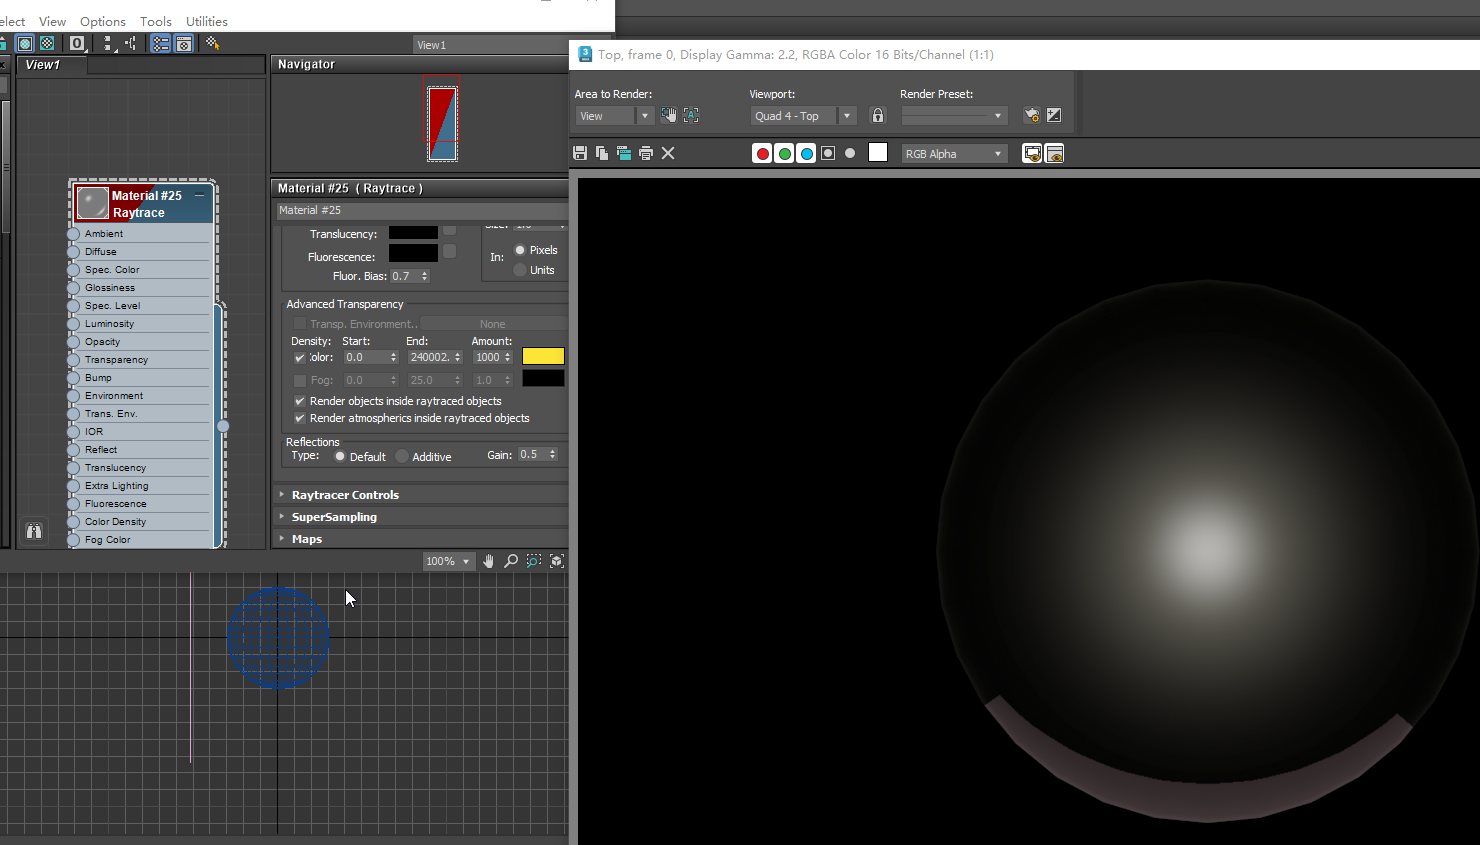 elect View Options Tools Utilities
View1
View1
Navigator
Top, frame 0, Display Gamma: 2.2, RGBA Color 16 Bits/Channel (1:1)
Area to Render:
Viewport:
Render Preset:
View
Quad 4 - Top
RGB Alpha
Material #25
Raytrace
Ambient
Diffuse
Spec. Color
Glossiness
Spec. Level
Luminosity
Opacity
Transparency
Bump
Environment
Trans. Env.
IOR
Reflect
Translucency
Extra Lighting
Fluorescence
Color Density
Fog Color
Material #25 ( Raytrace )
Material #25
Translucency:
Fluorescence:
Fluor. Bias: 0.7
In:
Pixels
Units
Advanced Transparency
Transp. Environment..
None
Density: Start: End: Amount:
:olor: 0.0 240002. 1000
Fog: 0.0 25.0 1.0
Render objects inside raytraced objects
Render atmospherics inside raytraced objects
Reflections
Type: Default Additive Gain: 0.5
Raytracer Controls
SuperSampling
Maps
100%